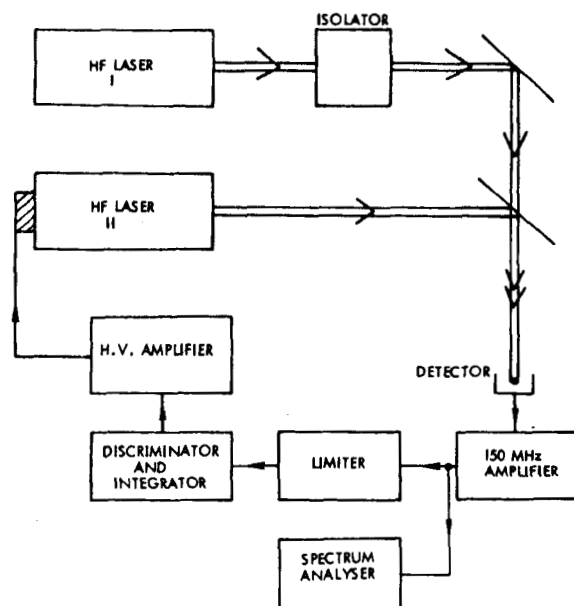 ISOLATOR
HF LASER
I
HF LASER
II
H.V. AMPLIFIER
DETECTOR
DISCRIMINATOR
AND
INTEGRATOR
LIMITER
150 MHz
AMPLIFIER
SPECTRUM
ANALYSER